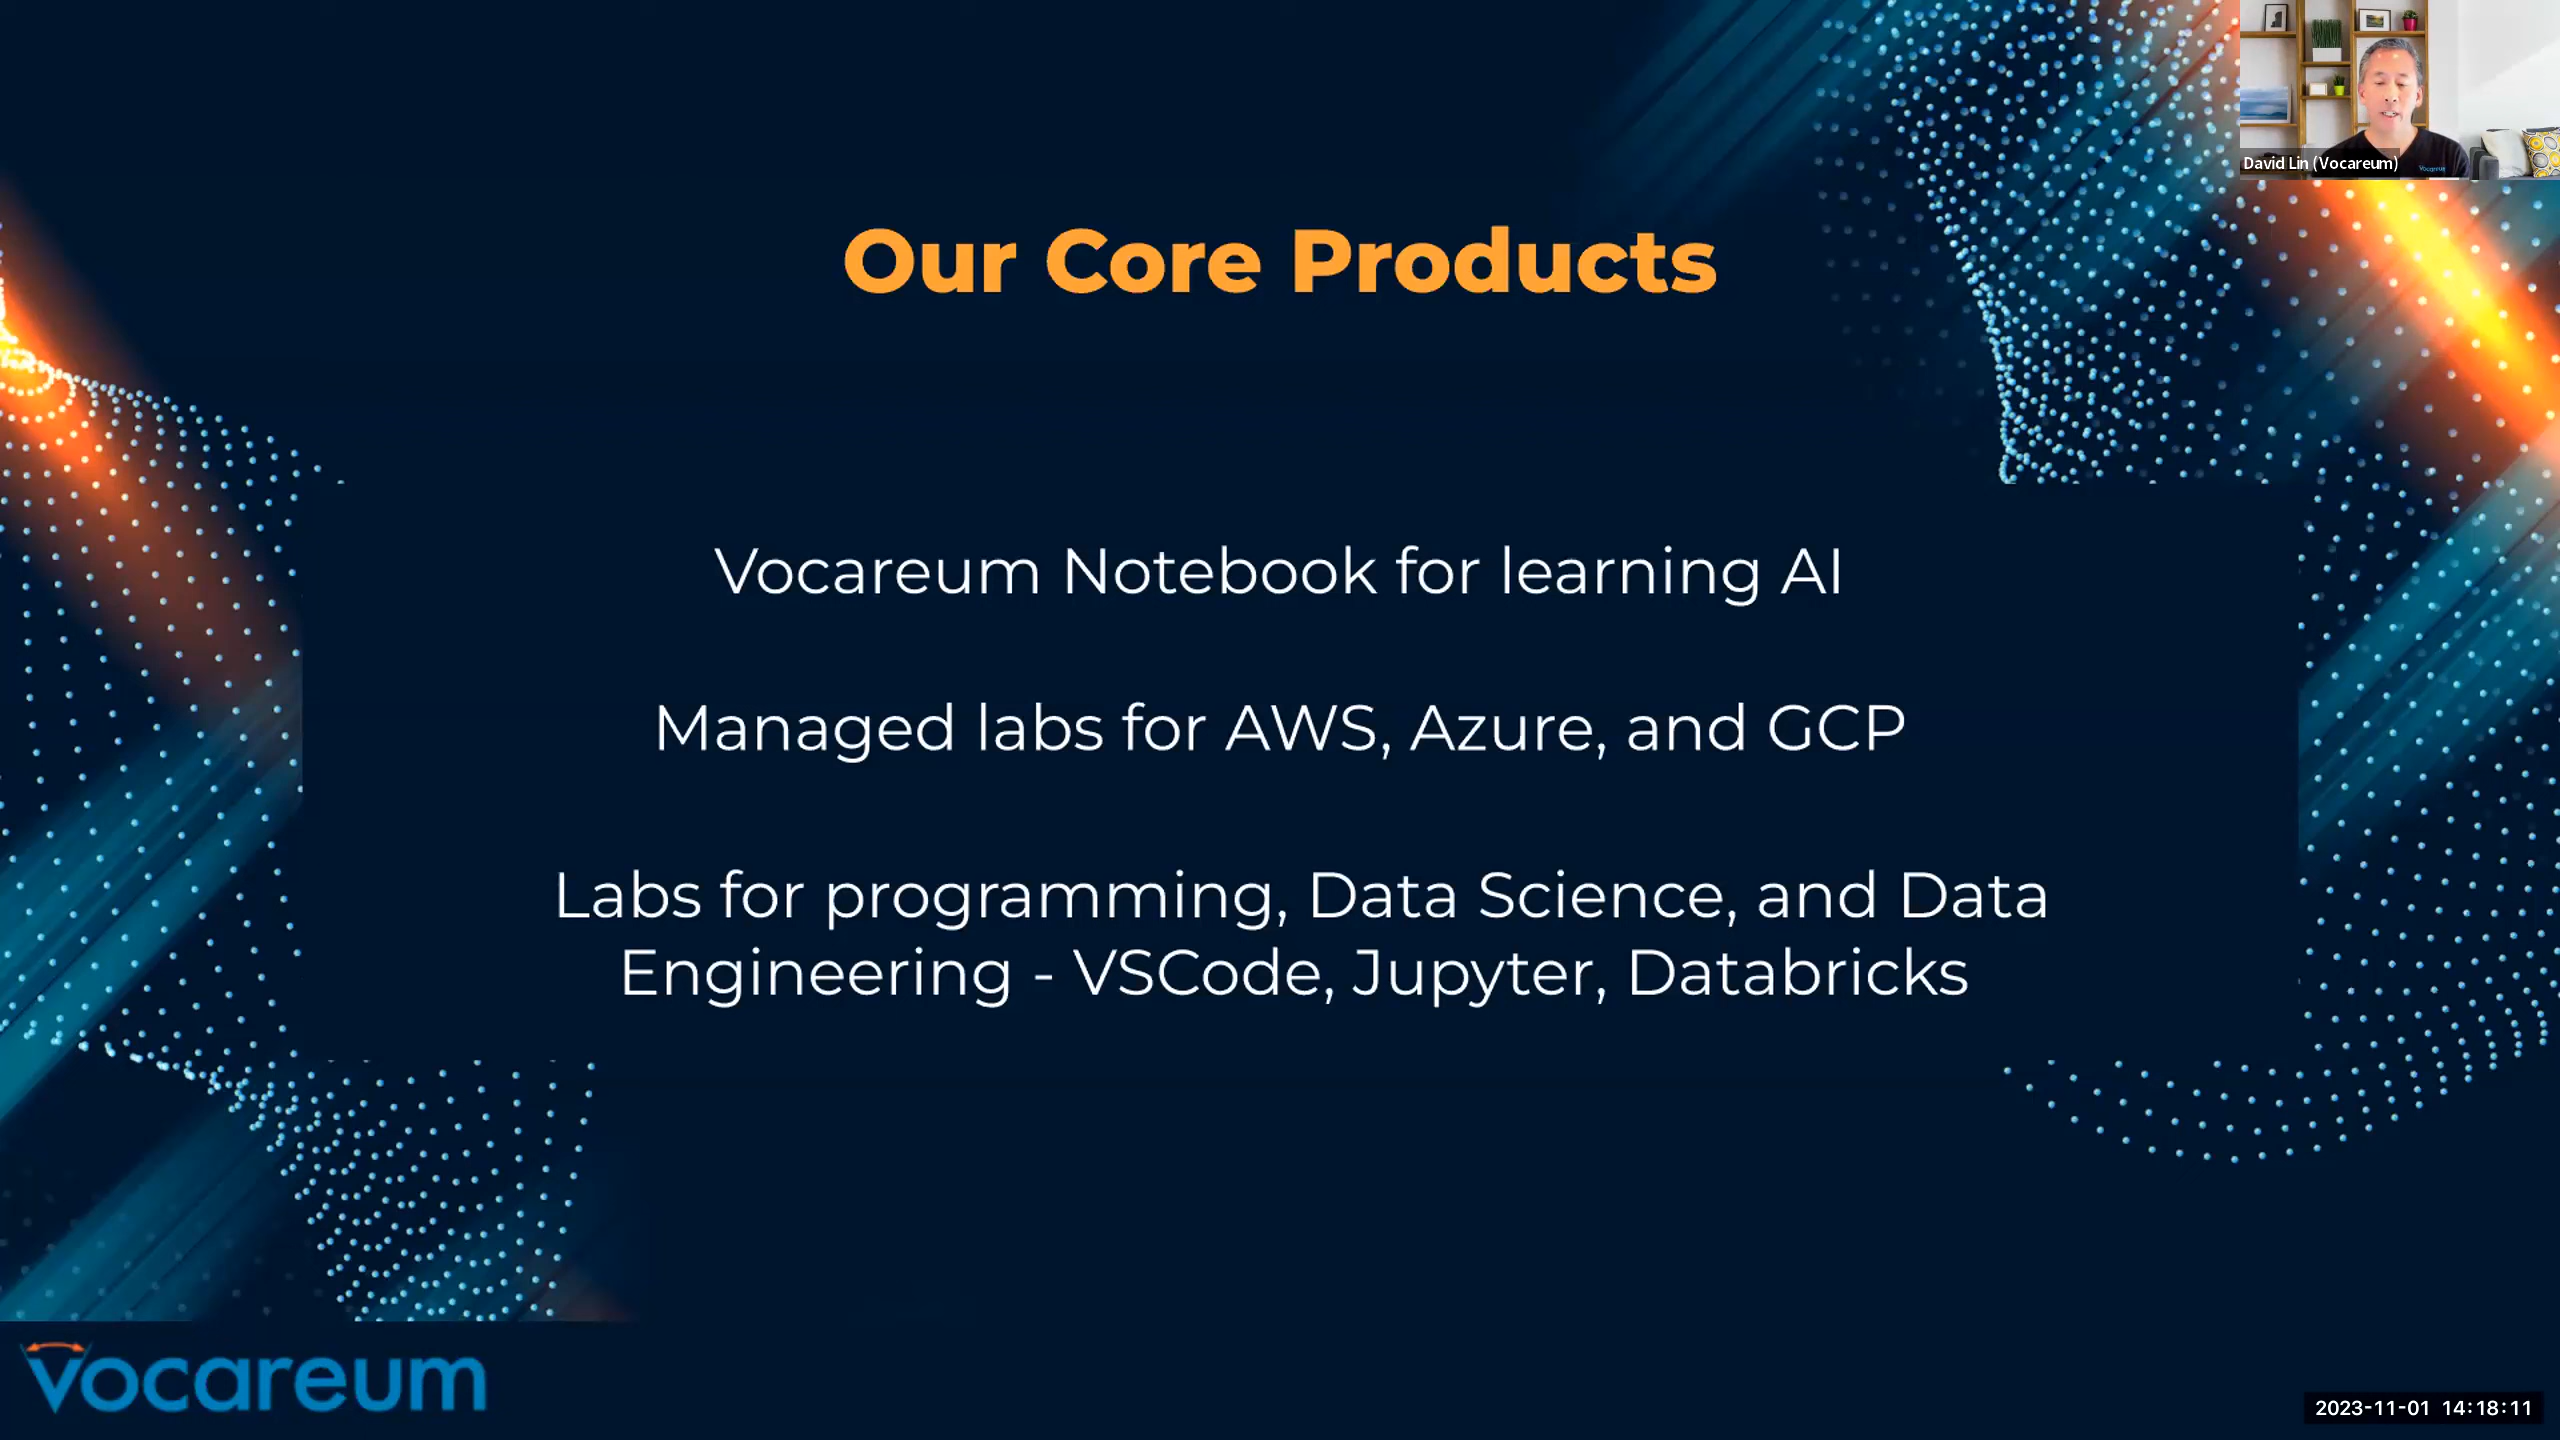 David Lin (Vocareum)
Our Core Products
Vocareum Notebook for learning AI
Managed labs for AWS, Azure, and GCP
Labs for programming, Data Science, and Data
Engineering - VSCode, Jupyter, Databricks
vocareum
2023-11-01 14:18:11